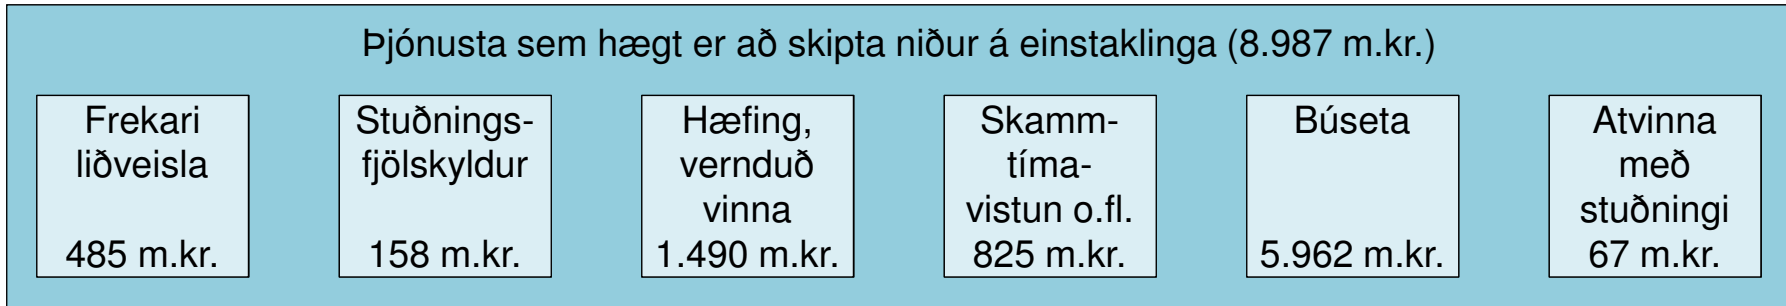 Þjónusta sem hægt er að skipta niður á einstaklinga (8.987 m.kr.)
Frekari
liðveisla
485 m.kr.
Stuðnings-
fjölskyldur
158 m.kr.
Hæfing,
vernduð
vinna
1.490 m.kr.
Skamm-
tíma-
vistun o.fl.
825 m.kr.
Búseta
5.962 m.kr.
Atvinna
með
stuðningi
67 m.kr.